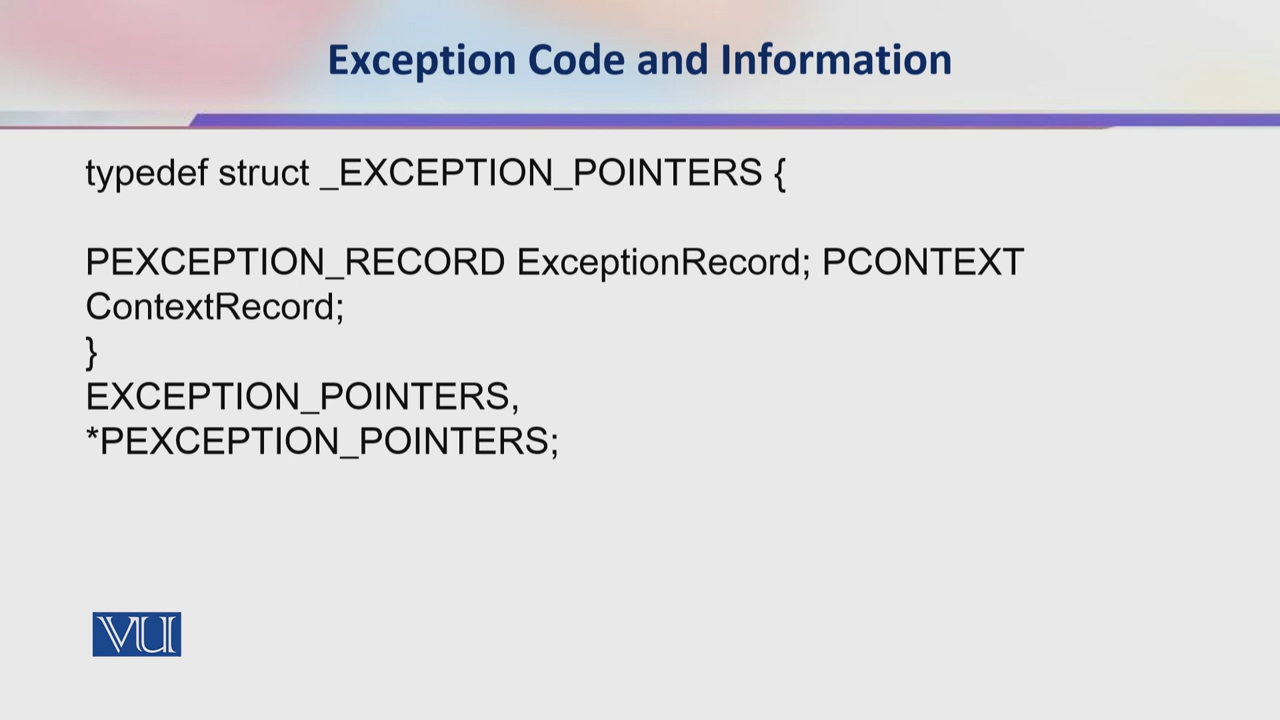 Exception Code and Information
typedef struct _EXCEPTION_POINTERS {
PEXCEPTION_RECORD ExceptionRecord; PCONTEXT
ContextRecord;
}
EXCEPTION_POINTERS,
*PEXCEPTION_POINTERS;
VU